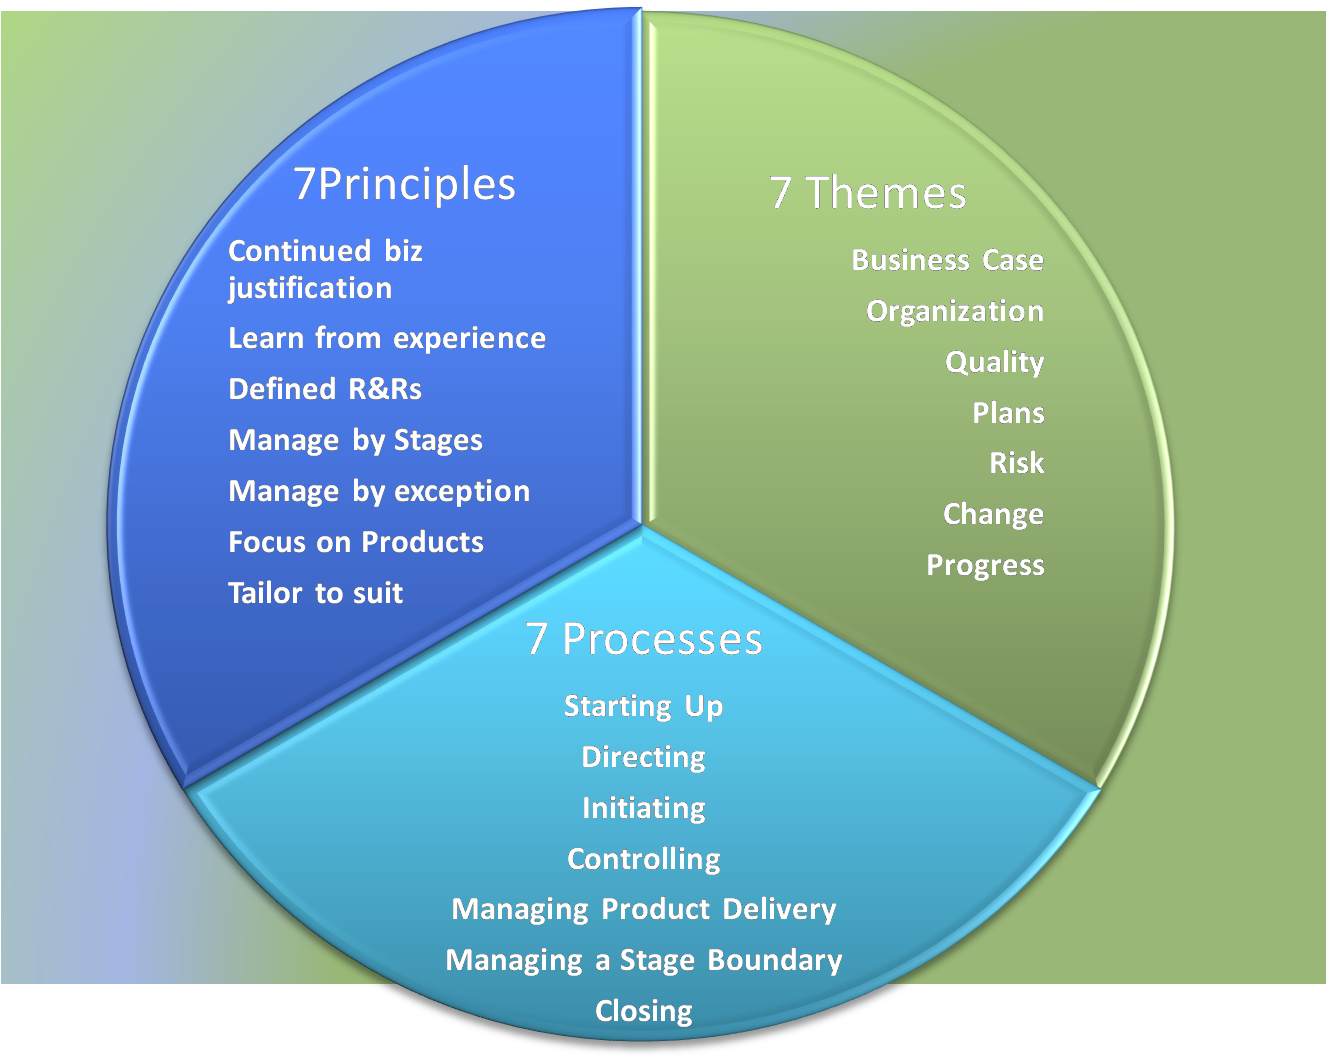 7Principles
Continued biz
justification
Learn from experience
Defined R&Rs
Manage by Stages
Manage by exception
Focus on Products
Tailor to suit
7 Themes
Business Case
Organization
Quality
Plans
Risk
Change
Progress
7 Processes
Starting Up
Directing
Initiating
Controlling
Managing Product Delivery
Managing a Stage Boundary
Closing